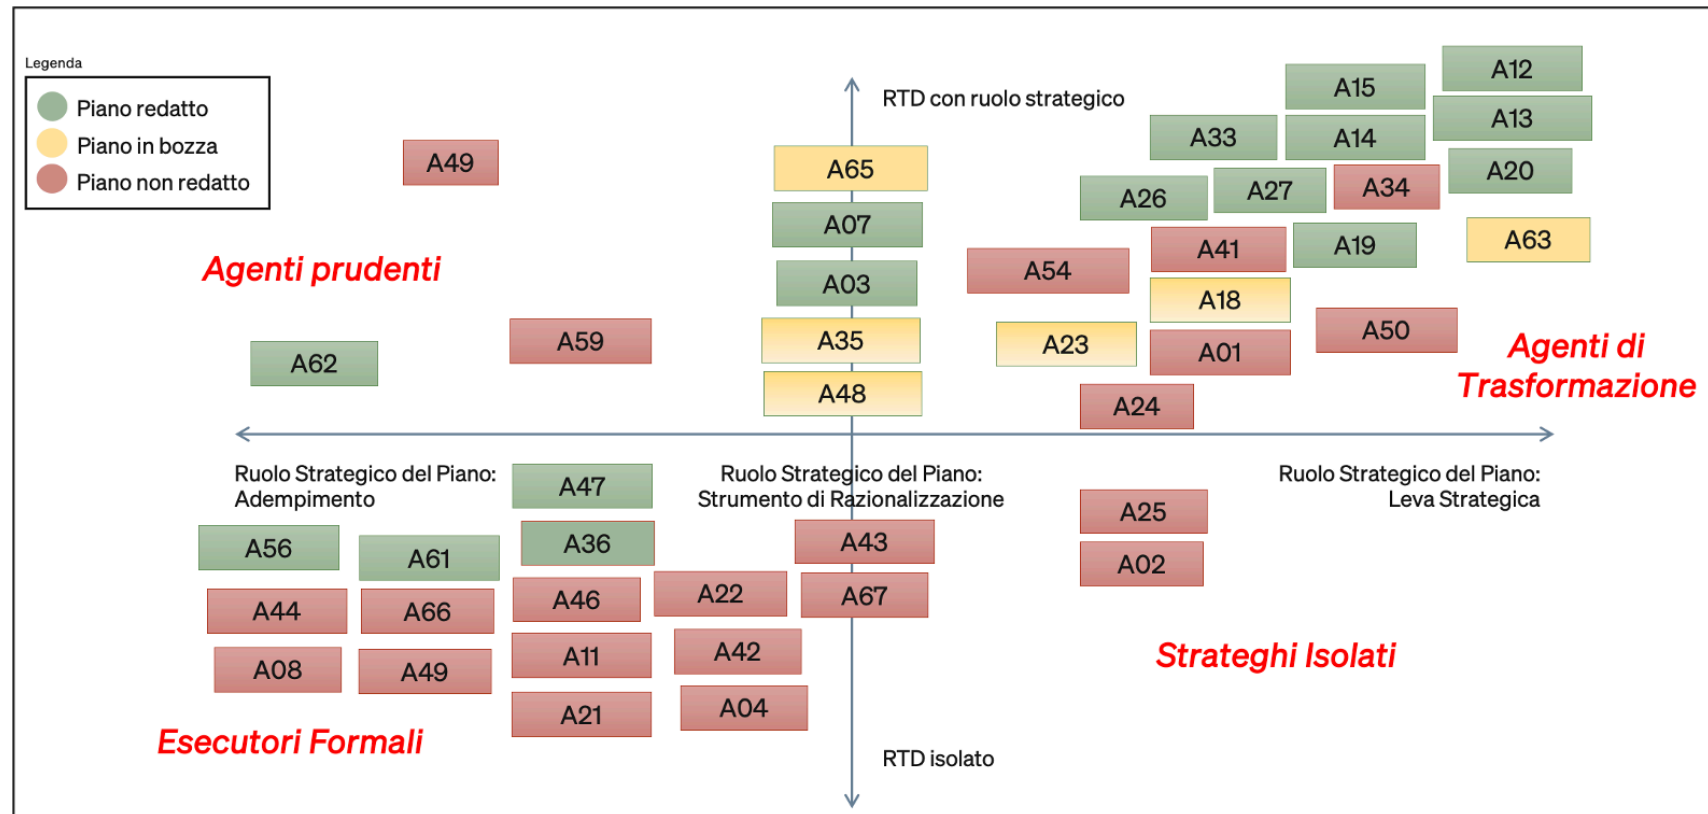 Legenda
Piano redatto
Piano in bozza
Piano non redatto
RTD con ruolo strategico
A12
A15
A13
A33
A14
A49
A65
A20
A34
A27
A26
A07
A63
A19
A41
Agenti prudenti
A54
A03
A18
A50
A59
A35
A23
A01
A62
Agenti di
Trasformazione
A48
A24
Ruolo Strategico del Piano:
Adempimento
Ruolo Strategico del Piano:
Strumento di Razionalizzazione
Ruolo Strategico del Piano:
Leva Strategica
A47
A25
A56
A61
A36
A43
A02
A44
A66
A46
A22
A67
A08
A49
A11
A42
Strateghi Isolati
A21
A04
Esecutori Formali
RTD isolato